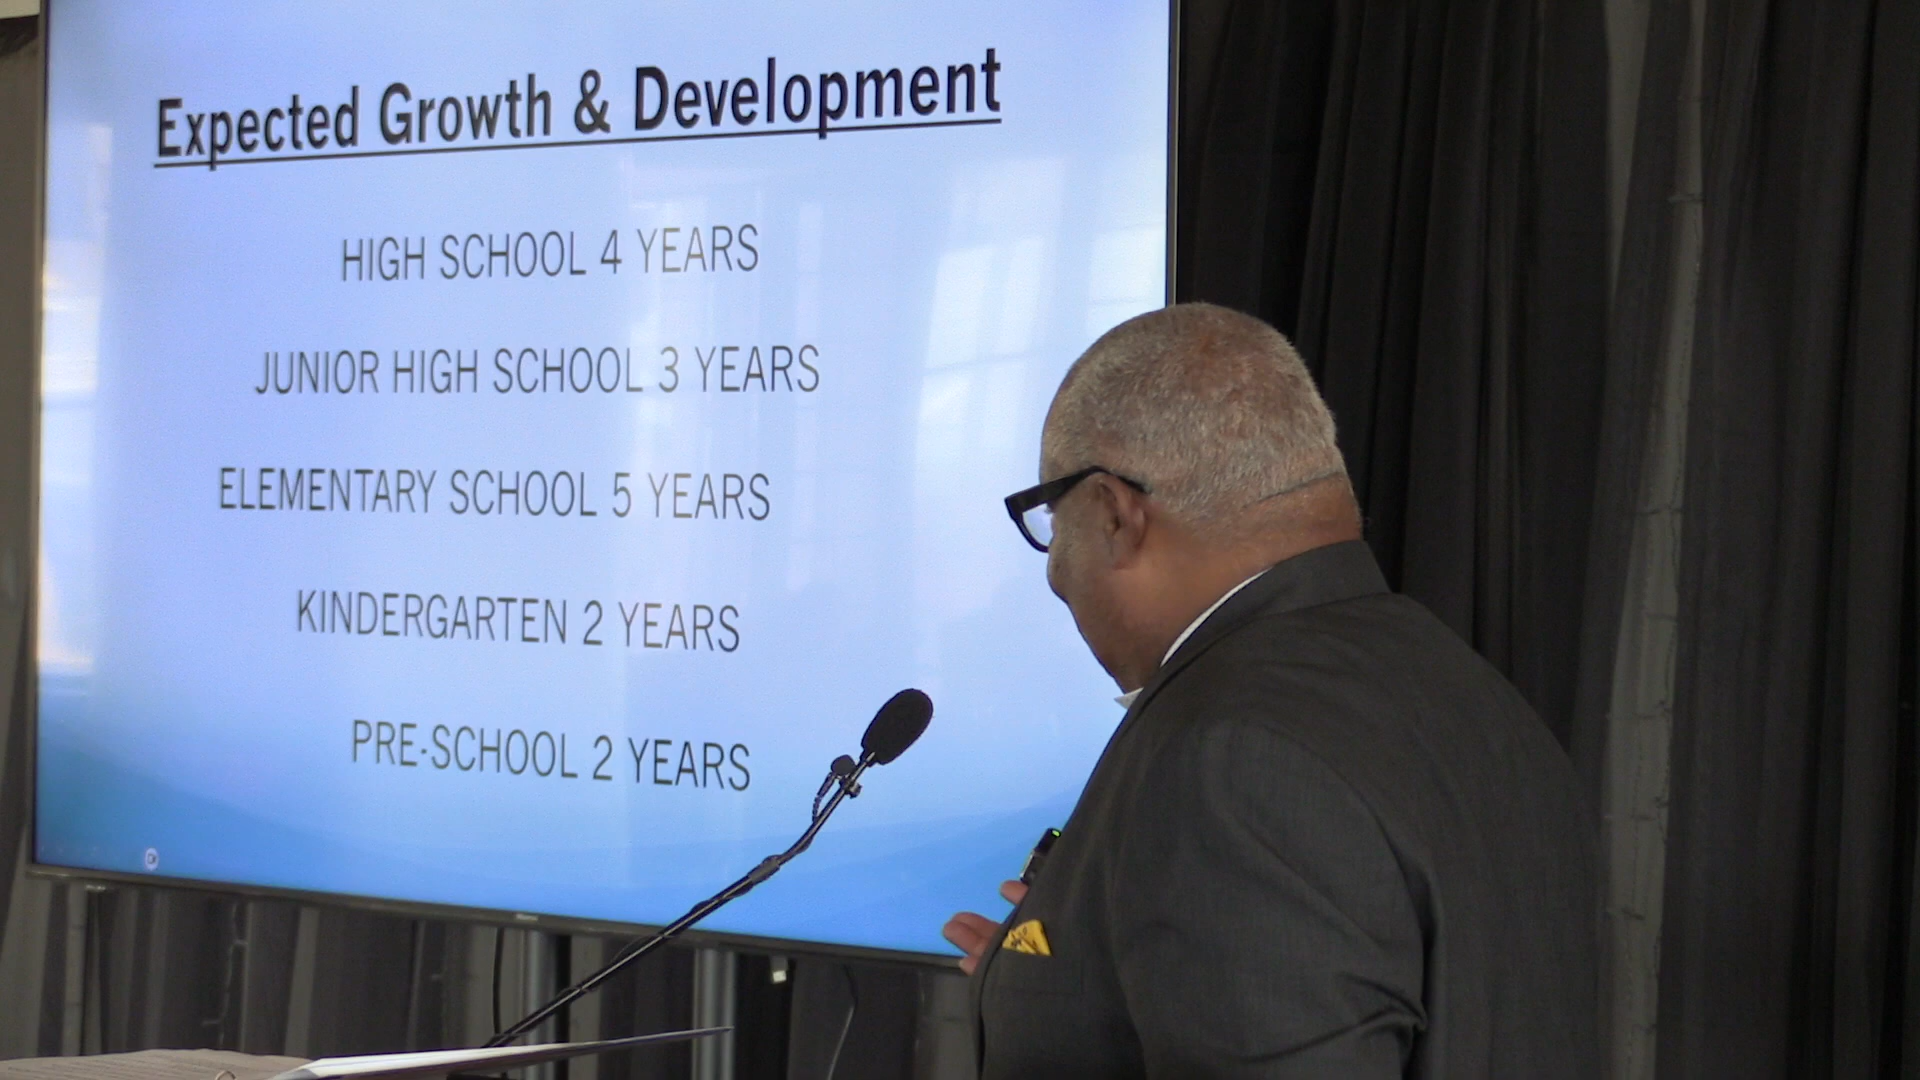 Expected Growth & Development
HIGH SCHOOL 4 YEARS
JUNIOR HIGH SCHOOL 3 YEARS
ELEMENTARY SCHOOL 5 YEARS
KINDERGARTEN 2 YEARS
PRE-SCHOOL 2 YEARS